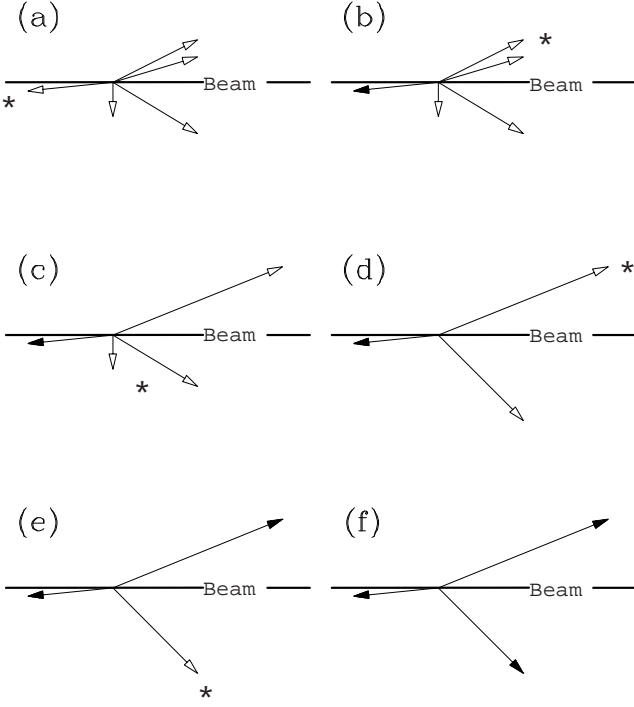 (a) (b)
* Beam * Beam
(c) (d)
Beam * Beam *
(e) (f)
Beam * Beam